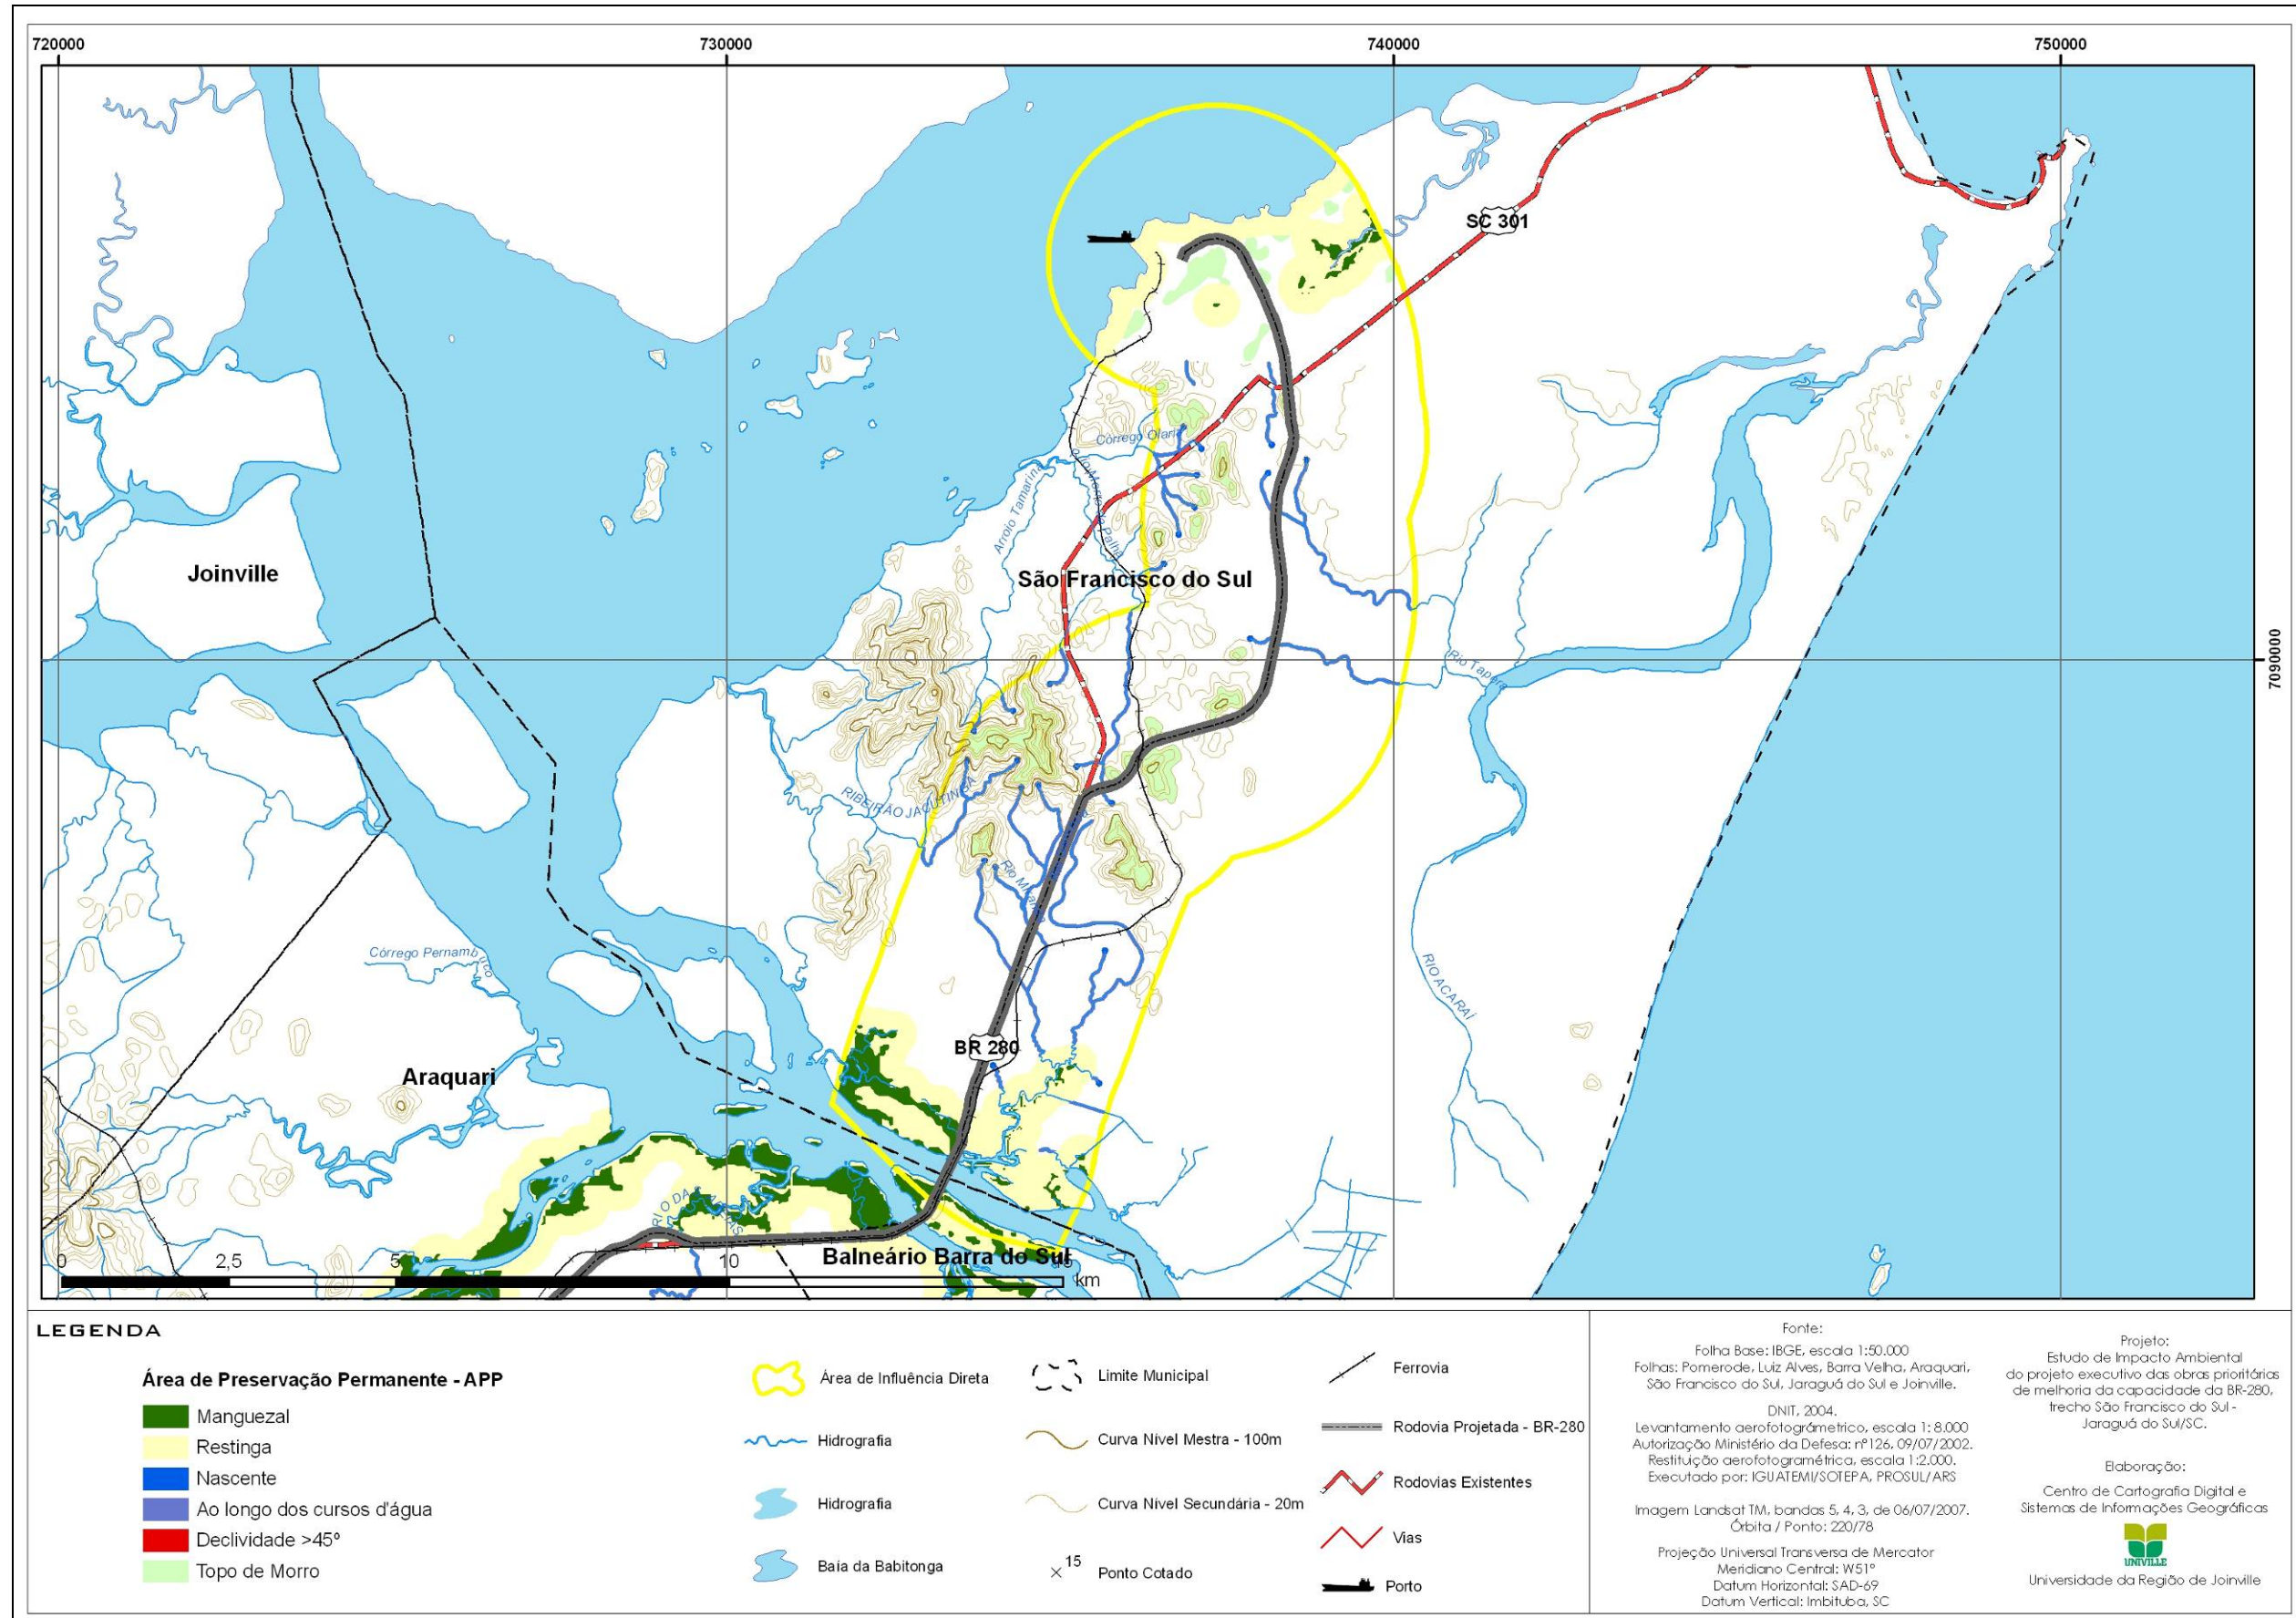 720000
730000
740000
750000
SC 301
Córrego Olaria
Arroio Tamarina
São Francisco do Sul
Joinville
7090000
Rio Tapera
RIBEIRÃO JACUTINGA
Córrego Pernambuco
RIO ACARAÍ
BR 280
Araquari
Balneário Barra do Sul
0
2,5
5
10
15
km
LEGENDA
Área de Preservação Permanente - APP
Manguezal
Restinga
Nascente
Ao longo dos cursos d'água
Declividade >45º
Topo de Morro
Área de Influência Direta
Hidrografia
Hidrografia
Baía da Babitonga
Limite Municipal
Curva Nível Mestra - 100m
Curva Nível Secundária - 20m
15
Ponto Cotado
Ferrovia
Rodovia Projetada - BR-280
Rodovias Existentes
Vias
Porto
Fonte:
Folha Base: IBGE, escala 1:50.000
Folhas: Pomerode, Luiz Alves, Barra Velha, Araquari,
São Francisco do Sul, Jaraguá do Sul e Joinville.
DNIT, 2004.
Levantamento aerofotográmetrico, escala 1: 8.000
Autorização Ministério da Defesa: nº126, 09/07/2002.
Restituição aerofotogramétrica, escala 1:2.000.
Executado por: IGUATEMI/SOTEPA, PROSUL/ARS
Imagem Landsat TM, bandas 5, 4, 3, de 06/07/2007.
Órbita / Ponto: 220/78
Projeção Universal Transversa de Mercator
Meridiano Central: W51º
Datum Horizontal: SAD-69
Datum Vertical: Imbituba, SC
Projeto:
Estudo de Impacto Ambiental
do projeto executivo das obras prioritárias
de melhoria da capacidade da BR-280,
trecho São Francisco do Sul -
Jaraguá do Sul/SC.
Elaboração:
Centro de Cartografia Digital e
Sistemas de Informações Geográficas
UNIVILLE
Universidade da Região de Joinville